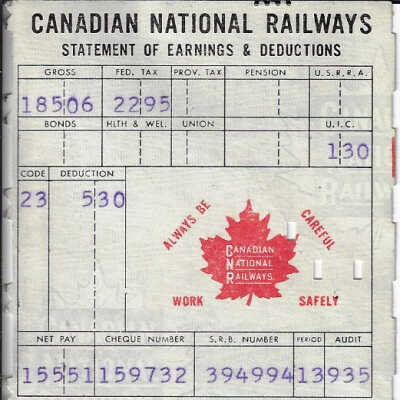 CANADIAN NATIONAL RAILWAYS
STATEMENT OF EARNINGS & DEDUCTIONS
GROSS FED. TAX PROV. TAX PENSION U.S.R.R.A.
18506 2295
BONDS HLTH & WEL. UNION U.I.C.
130
CODE DEDUCTION
23 530
ALWAYS BE CAREFUL
CANADIAN
NATIONAL
RAILWAYS
WORK SAFELY
NET PAY CHEQUE NUMBER S.R.B. NUMBER PERIOD AUDIT
15551 159732 394994 13 935